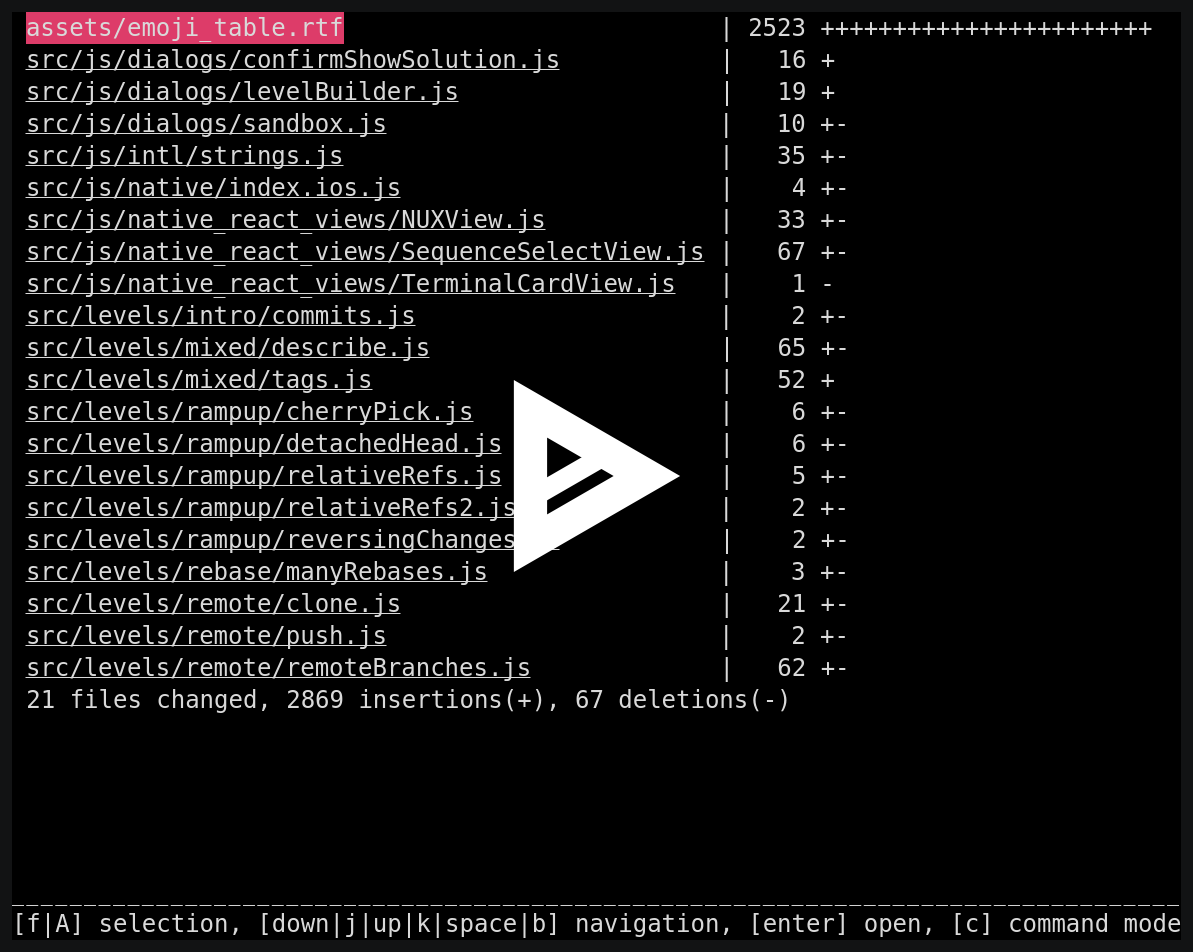 assets/emoji_table.rtf | 2523 +++++++++++++++++++++++
src/js/dialogs/confirmShowSolution.js | 16 +
src/js/dialogs/levelBuilder.js | 19 +
src/js/dialogs/sandbox.js | 10 +-
src/js/intl/strings.js | 35 +-
src/js/native/index.ios.js | 4 +-
src/js/native_react_views/NUXView.js | 33 +-
src/js/native_react_views/SequenceSelectView.js | 67 +-
src/js/native_react_views/TerminalCardView.js | 1 -
src/levels/intro/commits.js | 2 +-
src/levels/mixed/describe.js | 65 +-
src/levels/mixed/tags.js | 52 +
src/levels/rampup/cherryPick.js | 6 +-
src/levels/rampup/detachedHead.js | 6 +-
src/levels/rampup/relativeRefs.js | 5 +-
src/levels/rampup/relativeRefs2.js | 2 +-
src/levels/rampup/reversingChanges | 2 +-
src/levels/rebase/manyRebases.js | 3 +-
src/levels/remote/clone.js | 21 +-
src/levels/remote/push.js | 2 +-
src/levels/remote/remoteBranches.js | 62 +-
21 files changed, 2869 insertions(+), 67 deletions(-)
[f|A] selection, [down|j|up|k|space|b] navigation, [enter] open, [c] command mode